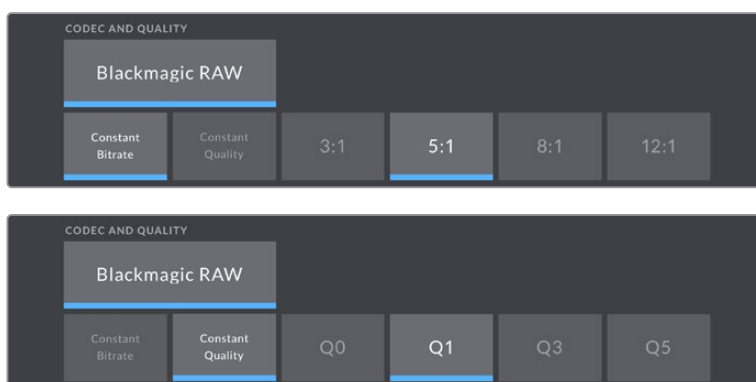 CODEC AND QUALITY
Blackmagic RAW
Constant Bitrate Constant Quality 3:1 5:1 8:1 12:1
CODEC AND QUALITY
Blackmagic RAW
Constant Bitrate Constant Quality Q0 Q1 Q3 Q5